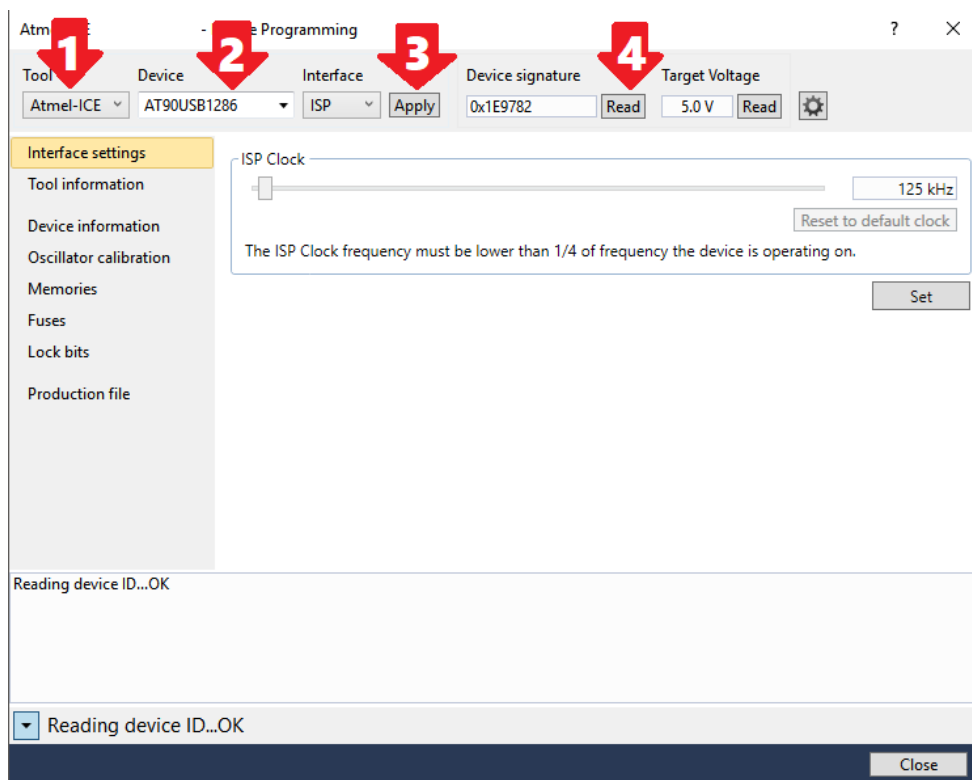 Atm - e Programming ? ×
1 2 3 4
Tool Device Interface Device signature Target Voltage
Atmel-ICE AT90USB1286 ISP Apply 0x1E9782 Read 5.0 V Read
Interface settings
Tool information
Device information
Oscillator calibration
Memories
Fuses
Lock bits
Production file
ISP Clock
125 kHz
Reset to default clock
The ISP Clock frequency must be lower than 1/4 of frequency the device is operating on.
Set
Reading device ID...OK
Reading device ID...OK
Close